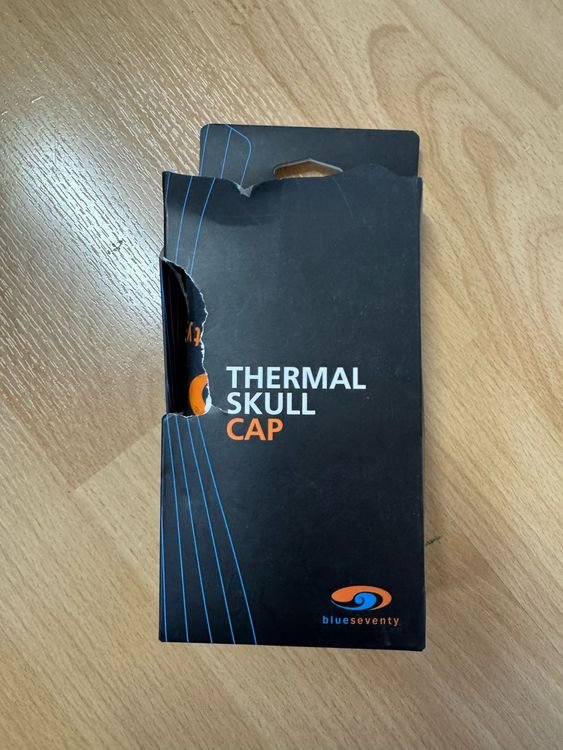 THERMAL
SKULL
CAP
blueseventy